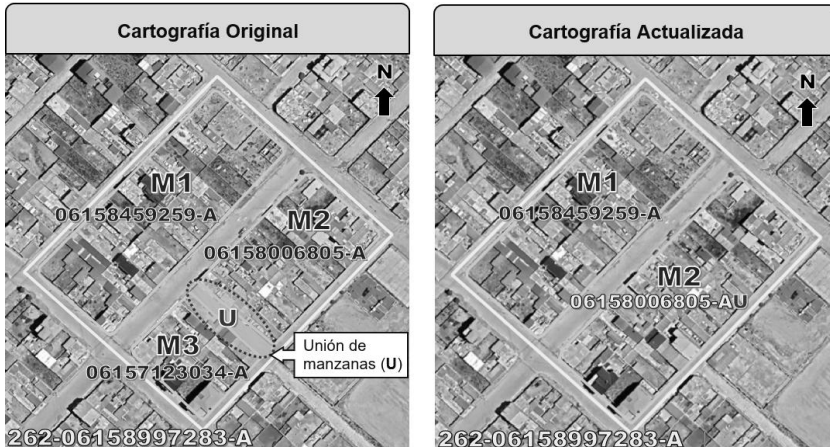 Cartografía Original
N
M1
06158459259-A
M2
06158006805-A
U
M3
06157123034-A
Unión de
manzanas (U)
262-06158997283-A
Cartografía Actualizada
N
M1
06158459259-A
M2
06158006805-AU
262-06158997283-A